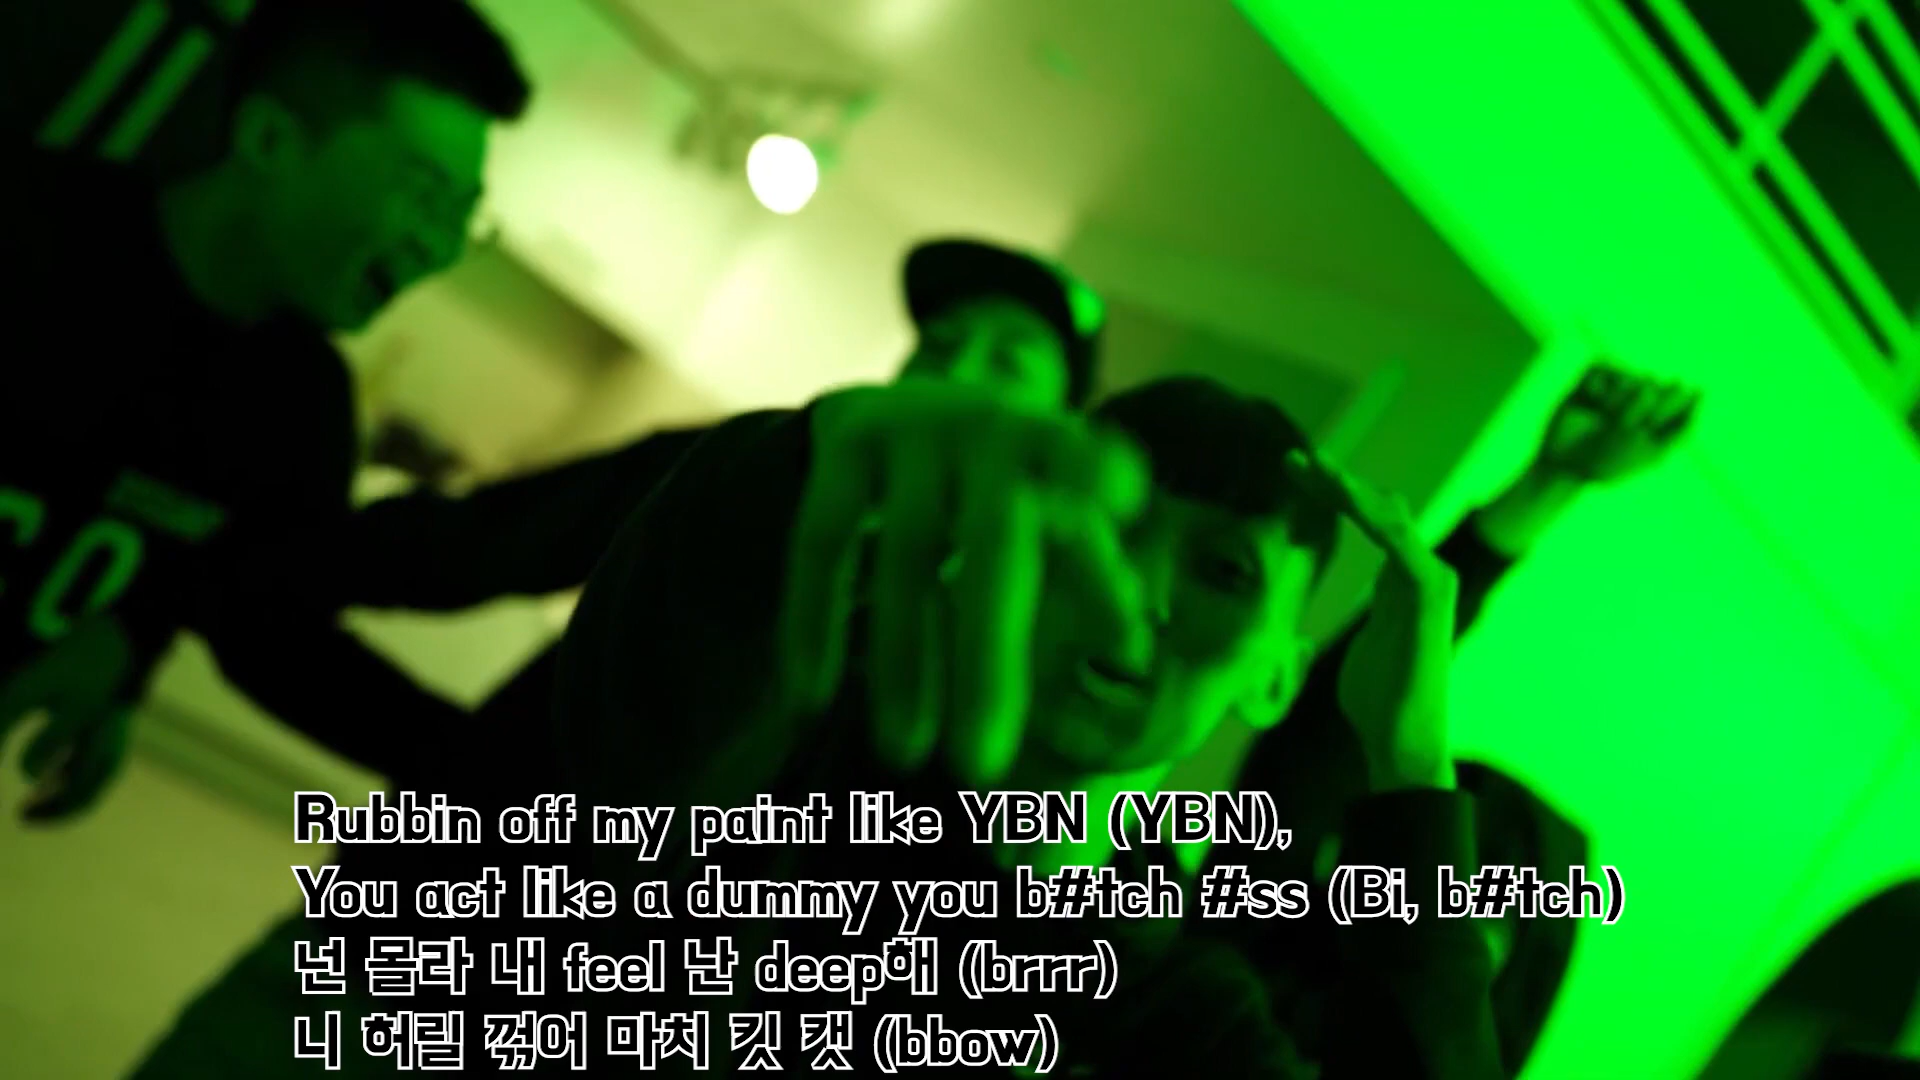 Rubbin off my paint like YBN (YBN),
You act like a dummy you b#tch #ss (Bi, b#tch)
넌 몰라 내 feel 난 deep해 (brrr)
니 허릴 꺾어 마치 킷 캣 (bbow)